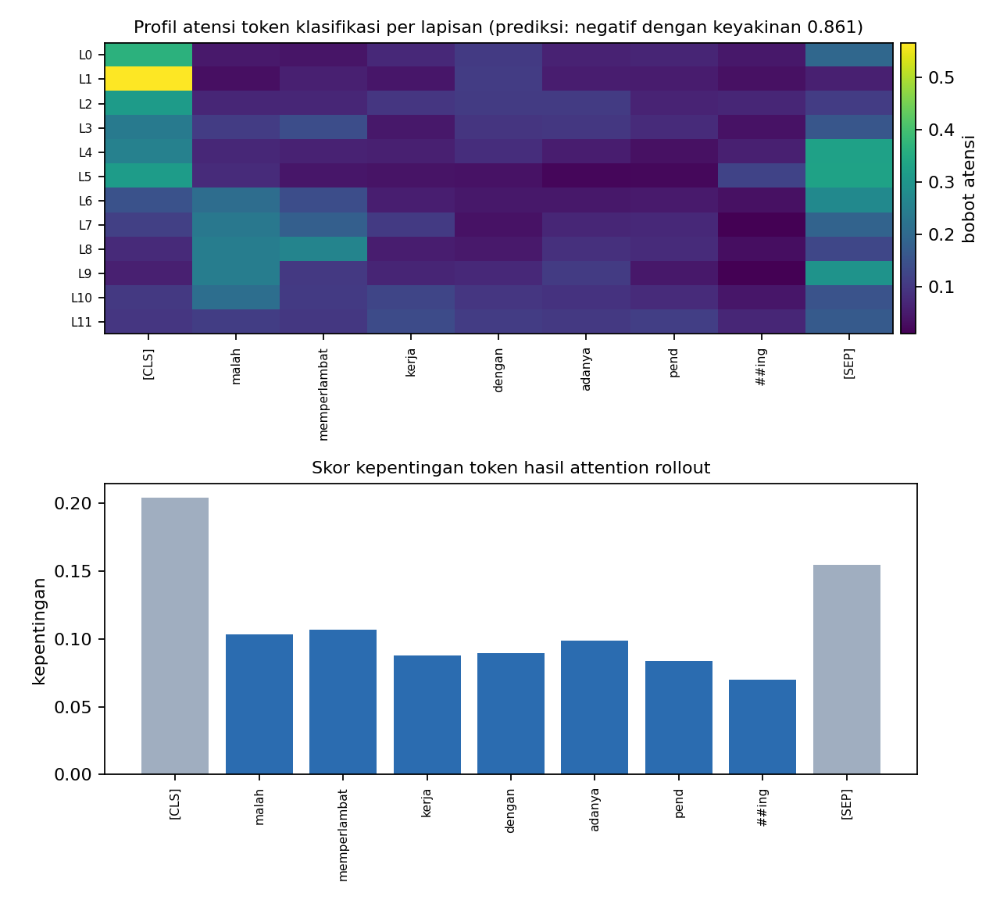 Profil atensi token klasifikasi per lapisan (prediksi: negatif dengan keyakinan 0.861)
L0
L1
L2
L3
L4
L5
L6
L7
L8
L9
L10
L11
[CLS]
malah
memperlambat
kerja
dengan
adanya
pend
##ing
[SEP]
0.5
0.4
0.3
0.2
0.1
bobot atensi
Skor kepentingan token hasil attention rollout
kepentingan
0.20
0.15
0.10
0.05
0.00
[CLS]
malah
memperlambat
kerja
dengan
adanya
pend
##ing
[SEP]